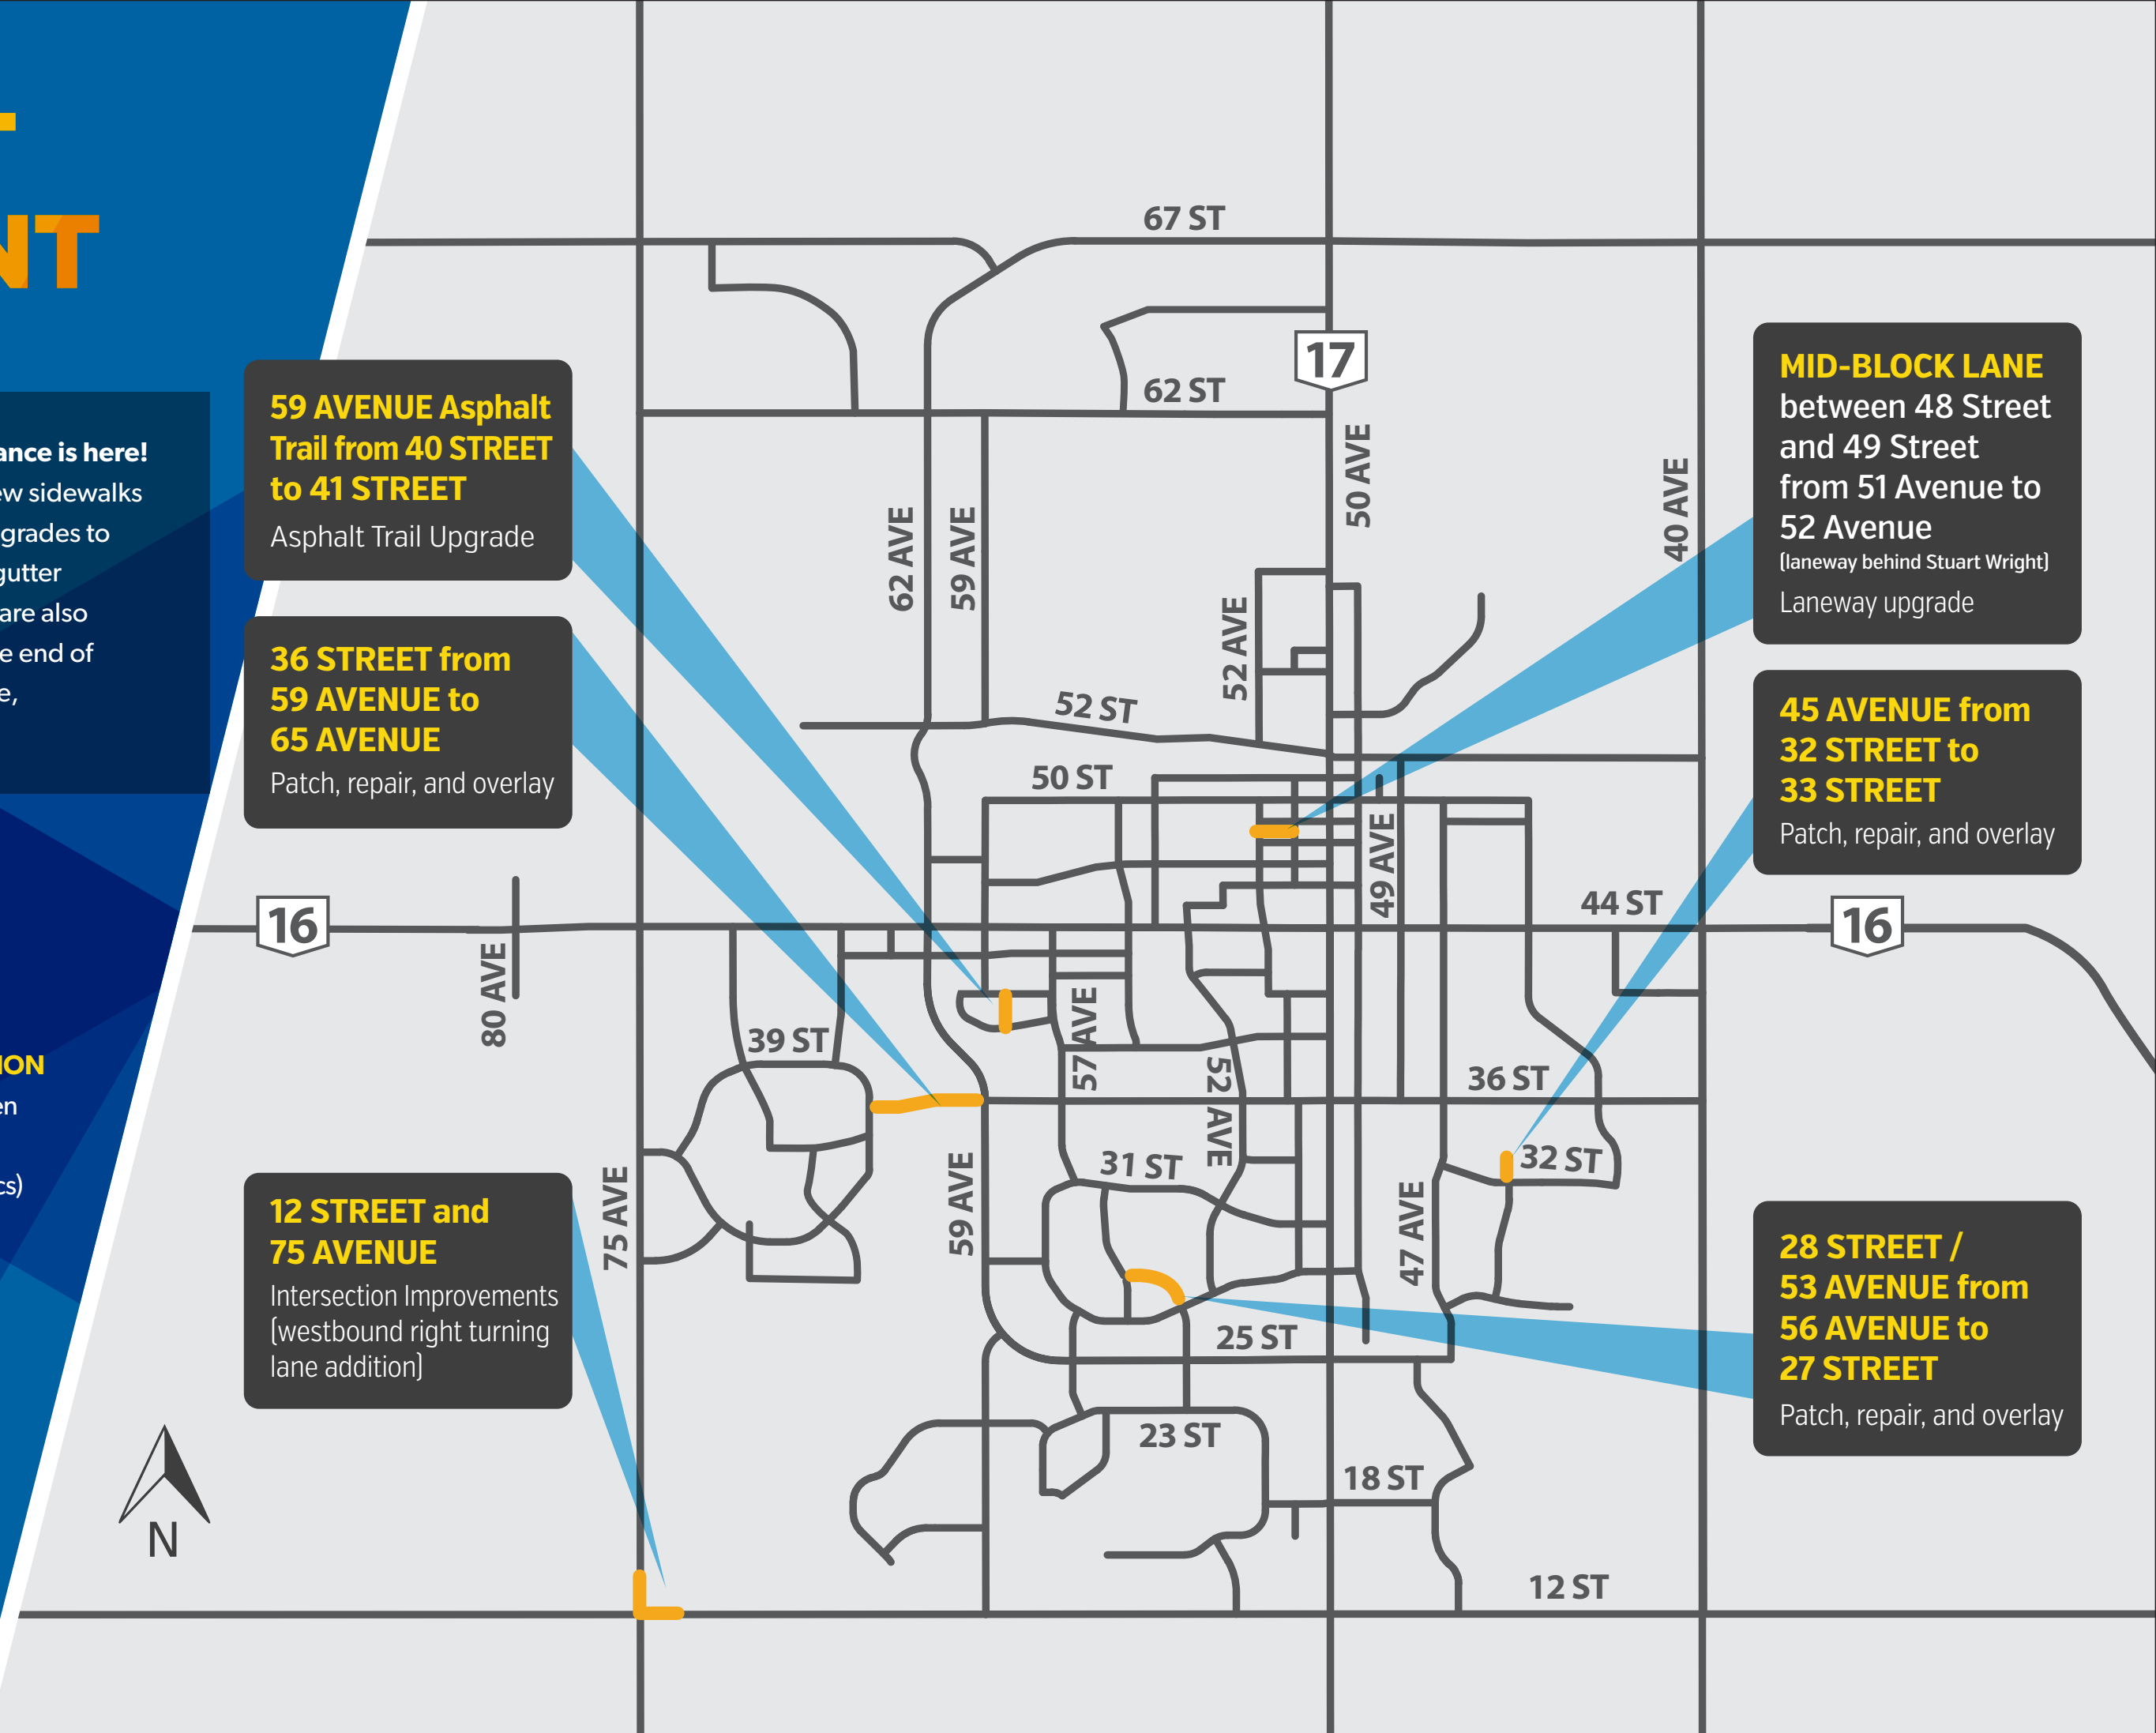 NT
ance is here!
ew sidewalks
grades to
gutter
are also
e end of
e,
ION
en
cs)
59 AVENUE Asphalt
Trail from 40 STREET
to 41 STREET
Asphalt Trail Upgrade
36 STREET from
59 AVENUE to
65 AVENUE
Patch, repair, and overlay
12 STREET and
75 AVENUE
Intersection Improvements
(westbound right turning
lane addition)
N
67 ST
17
62 ST
50 AVE
40 AVE
62 AVE
59 AVE
52 AVE
52 ST
50 ST
49 AVE
44 ST
16
16
80 AVE
57 AVE
39 ST
52 AVE
36 ST
31 ST
32 ST
75 AVE
59 AVE
47 AVE
25 ST
23 ST
18 ST
12 ST
MID-BLOCK LANE
between 48 Street
and 49 Street
from 51 Avenue to
52 Avenue
(laneway behind Stuart Wright)
Laneway upgrade
45 AVENUE from
32 STREET to
33 STREET
Patch, repair, and overlay
28 STREET /
53 AVENUE from
56 AVENUE to
27 STREET
Patch, repair, and overlay